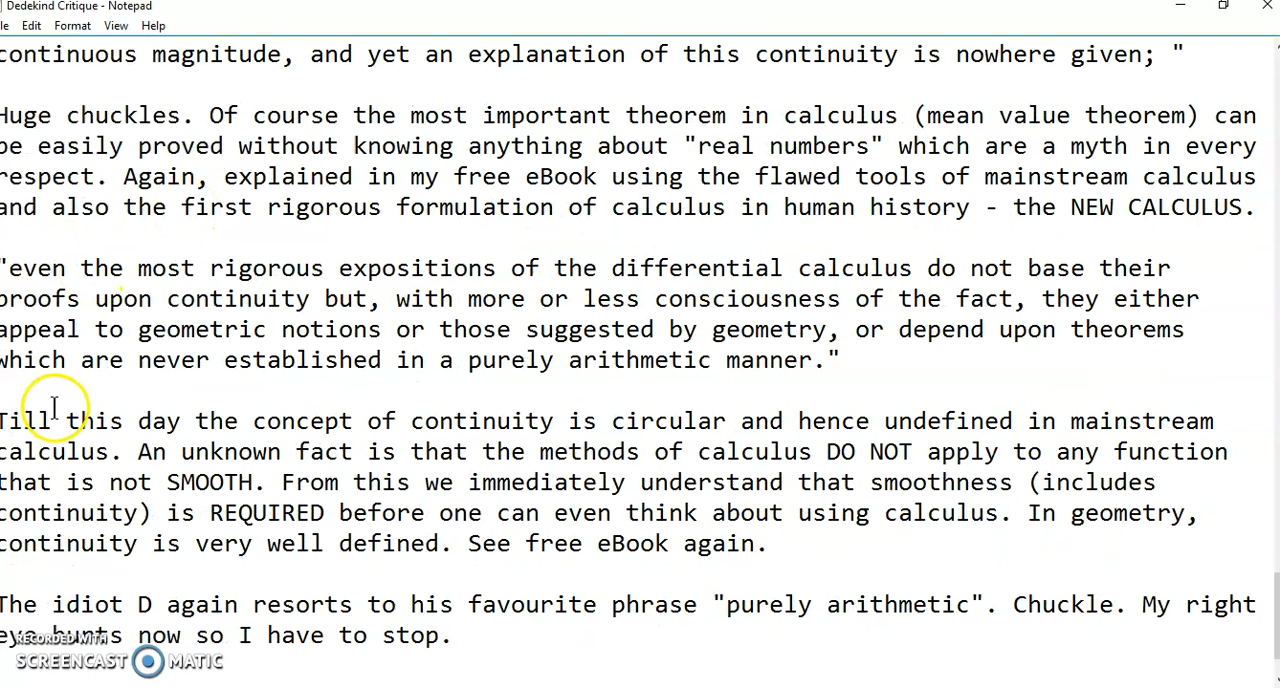 Dedekind Critique - Notepad
le Edit Format View Help
continuous magnitude, and yet an explanation of this continuity is nowhere given; "
Huge chuckles. Of course the most important theorem in calculus (mean value theorem) can
be easily proved without knowing anything about "real numbers" which are a myth in every
respect. Again, explained in my free eBook using the flawed tools of mainstream calculus
and also the first rigorous formulation of calculus in human history - the NEW CALCULUS.
"even the most rigorous expositions of the differential calculus do not base their
proofs upon continuity but, with more or less consciousness of the fact, they either
appeal to geometric notions or those suggested by geometry, or depend upon theorems
which are never established in a purely arithmetic manner."
Till this day the concept of continuity is circular and hence undefined in mainstream
calculus. An unknown fact is that the methods of calculus DO NOT apply to any function
that is not SMOOTH. From this we immediately understand that smoothness (includes
continuity) is REQUIRED before one can even think about using calculus. In geometry,
continuity is very well defined. See free eBook again.
The idiot D again resorts to his favourite phrase "purely arithmetic". Chuckle. My right
eye hurts now so I have to stop.
RECORDED WITH
SCREENCAST MATIC